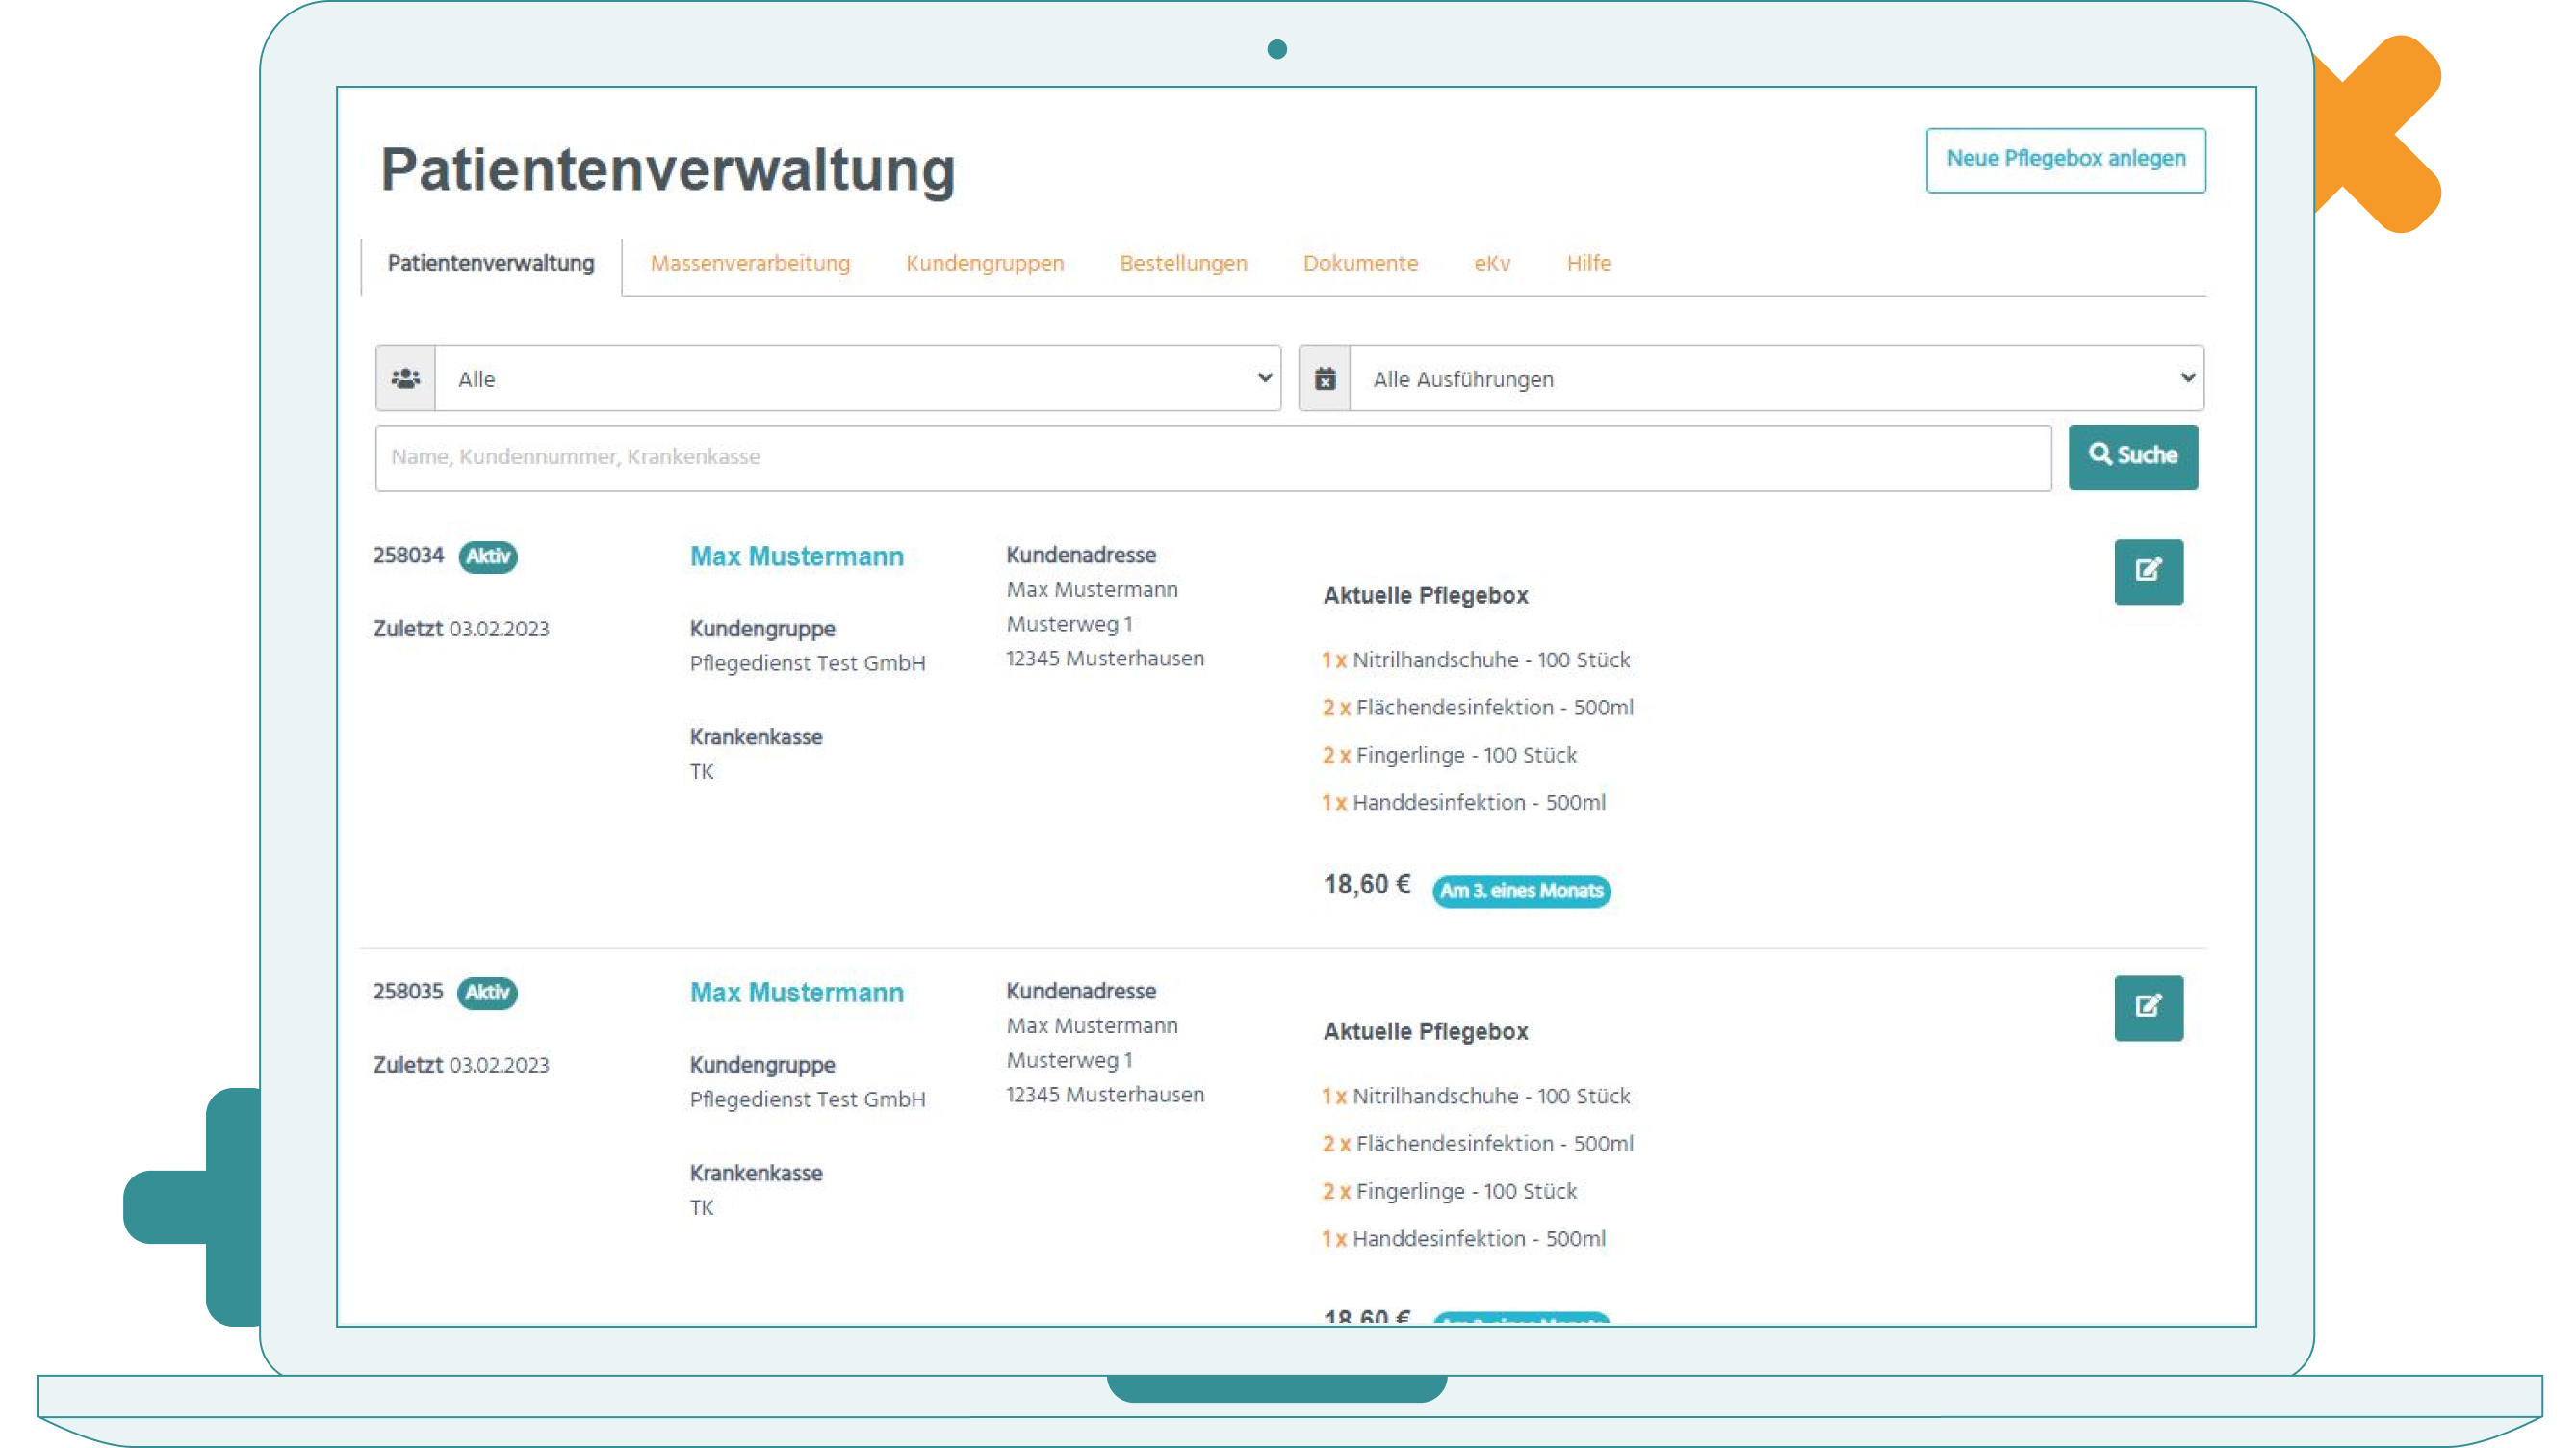 Patientenverwaltung
Neue Pflegebox anlegen
Patientenverwaltung Massenverarbeitung Kundengruppen Bestellungen Dokumente eKv Hilfe
Alle
Alle Ausführungen
Name, Kundennummer, Krankenkasse
Suche
258034 Aktiv
Zuletzt 03.02.2023
Max Mustermann
Kundengruppe
Pflegedienst Test GmbH
Krankenkasse
TK
Kundenadresse
Max Mustermann
Musterweg 1
12345 Musterhausen
Aktuelle Pflegebox
1 x Nitrilhandschuhe - 100 Stück
2 x Flächendesinfektion - 500ml
2 x Fingerlinge - 100 Stück
1 x Handdesinfektion - 500ml
18,60 € Am 3. eines Monats
258035 Aktiv
Zuletzt 03.02.2023
Max Mustermann
Kundengruppe
Pflegedienst Test GmbH
Krankenkasse
TK
Kundenadresse
Max Mustermann
Musterweg 1
12345 Musterhausen
Aktuelle Pflegebox
1 x Nitrilhandschuhe - 100 Stück
2 x Flächendesinfektion - 500ml
2 x Fingerlinge - 100 Stück
1 x Handdesinfektion - 500ml
18,60 €